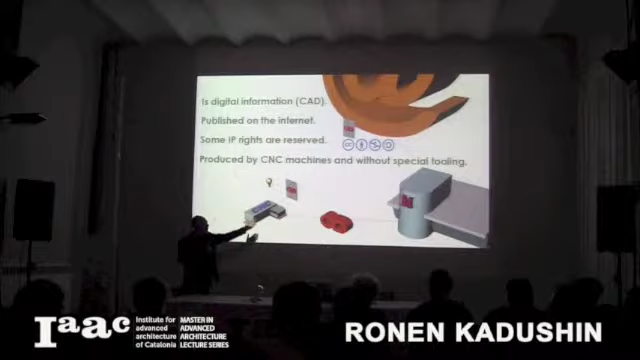 Is digital information (CAD).
Published on the internet.
Some IP rights are reserved.
Produced by CNC machines and without special tooling.
M
Iaac
Institute for advanced architecture of Catalonia
MASTER IN ADVANCED ARCHITECTURE LECTURE SERIES
RONEN KADUSHIN